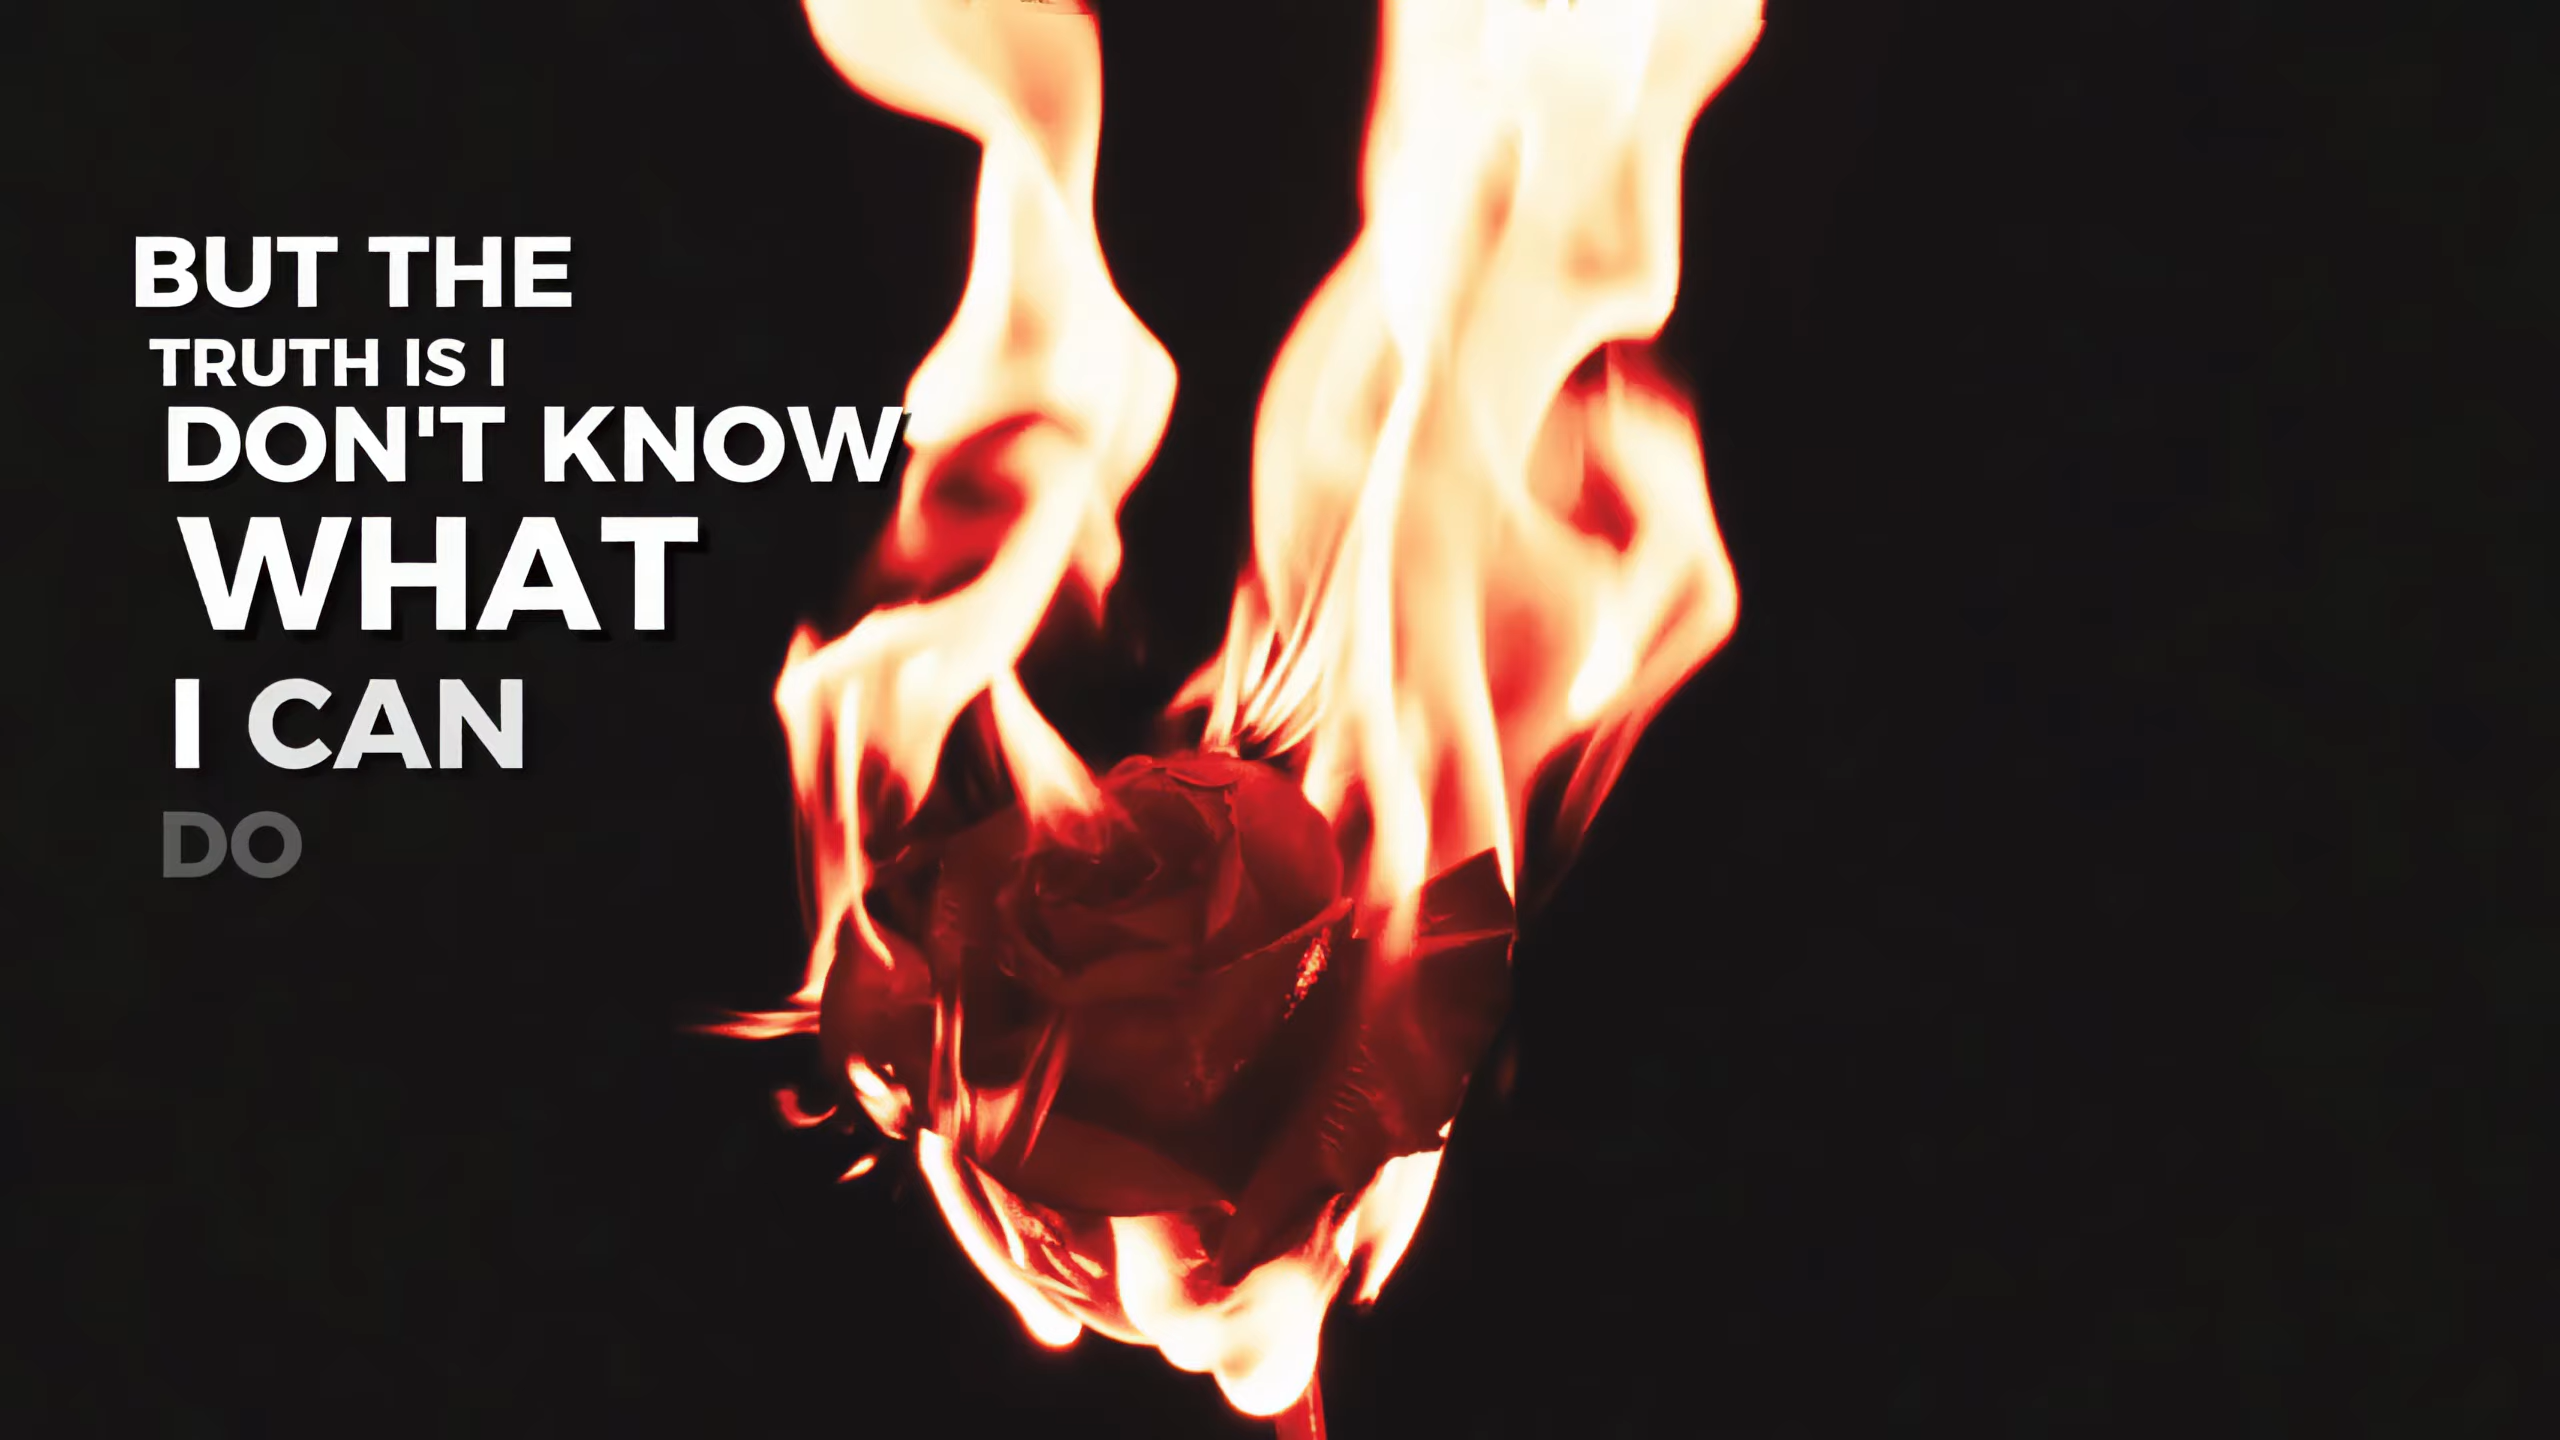 BUT THE
TRUTH IS I
DON'T KNOW
WHAT
I CAN
DO